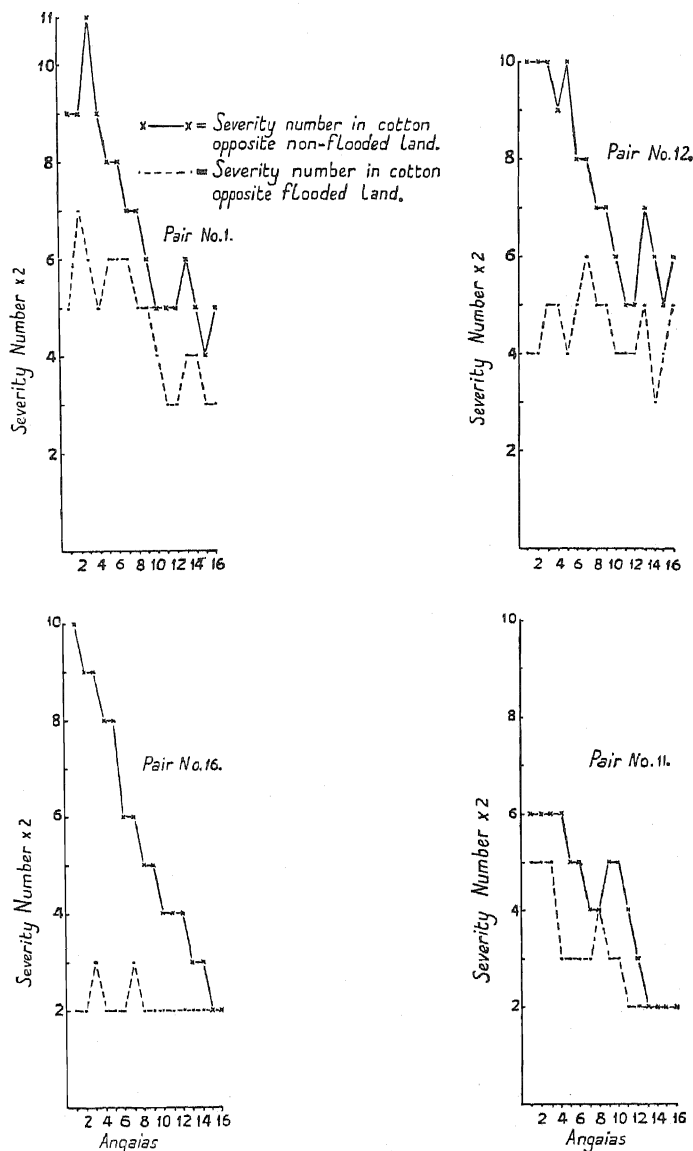 11
10
8
6
4
2
Severity Number x 2
x——x = Severity number in cotton
opposite non-flooded land.
------ = Severity number in cotton
opposite flooded land.
Pair No.1.
2 4 6 8 10 12 14 16
10
8
6
4
2
Severity Number x 2
Pair No.12.
2 4 6 8 10 12 14 16
10
8
6
4
2
Severity Number x 2
Pair No.16.
2 4 6 8 10 12 14 16
Angaias
10
8
6
4
2
Severity Number x 2
Pair No.11.
2 4 6 8 10 12 14 16
Angaias